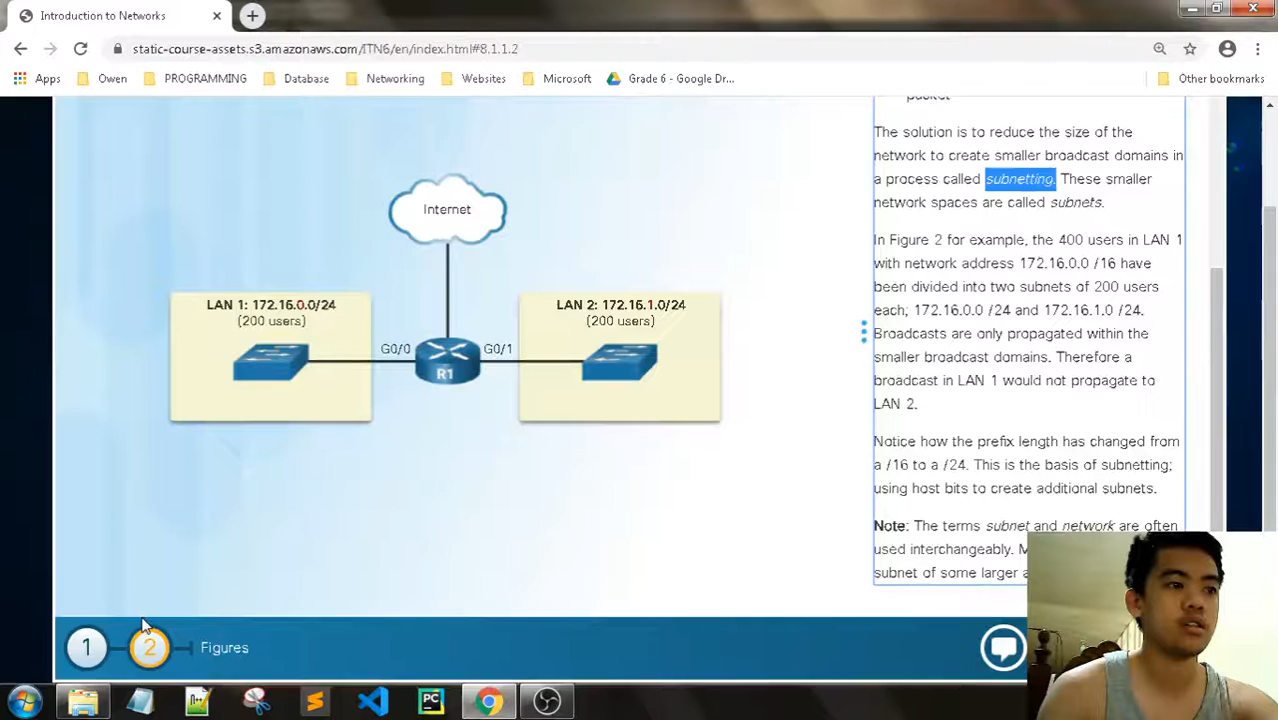 Introduction to Networks
static-course-assets.s3.amazonaws.com/ITN6/en/index.html#8.1.1.2
Apps
Owen
PROGRAMMING
Database
Networking
Websites
Microsoft
Grade 6 - Google Dr...
Other bookmarks
packet
The solution is to reduce the size of the
network to create smaller broadcast domains in
a process called subnetting. These smaller
network spaces are called subnets.
In Figure 2 for example, the 400 users in LAN 1
with network address 172.16.0.0 /16 have
been divided into two subnets of 200 users
each; 172.16.0.0 /24 and 172.16.1.0 /24.
Broadcasts are only propagated within the
smaller broadcast domains. Therefore a
broadcast in LAN 1 would not propagate to
LAN 2.
Notice how the prefix length has changed from
a /16 to a /24. This is the basis of subnetting;
using host bits to create additional subnets.
Note: The terms subnet and network are often
used interchangeably. M
subnet of some larger a
Internet
LAN 1: 172.16.0.0/24
(200 users)
LAN 2: 172.16.1.0/24
(200 users)
G0/0
G0/1
R1
1
2
Figures
PC